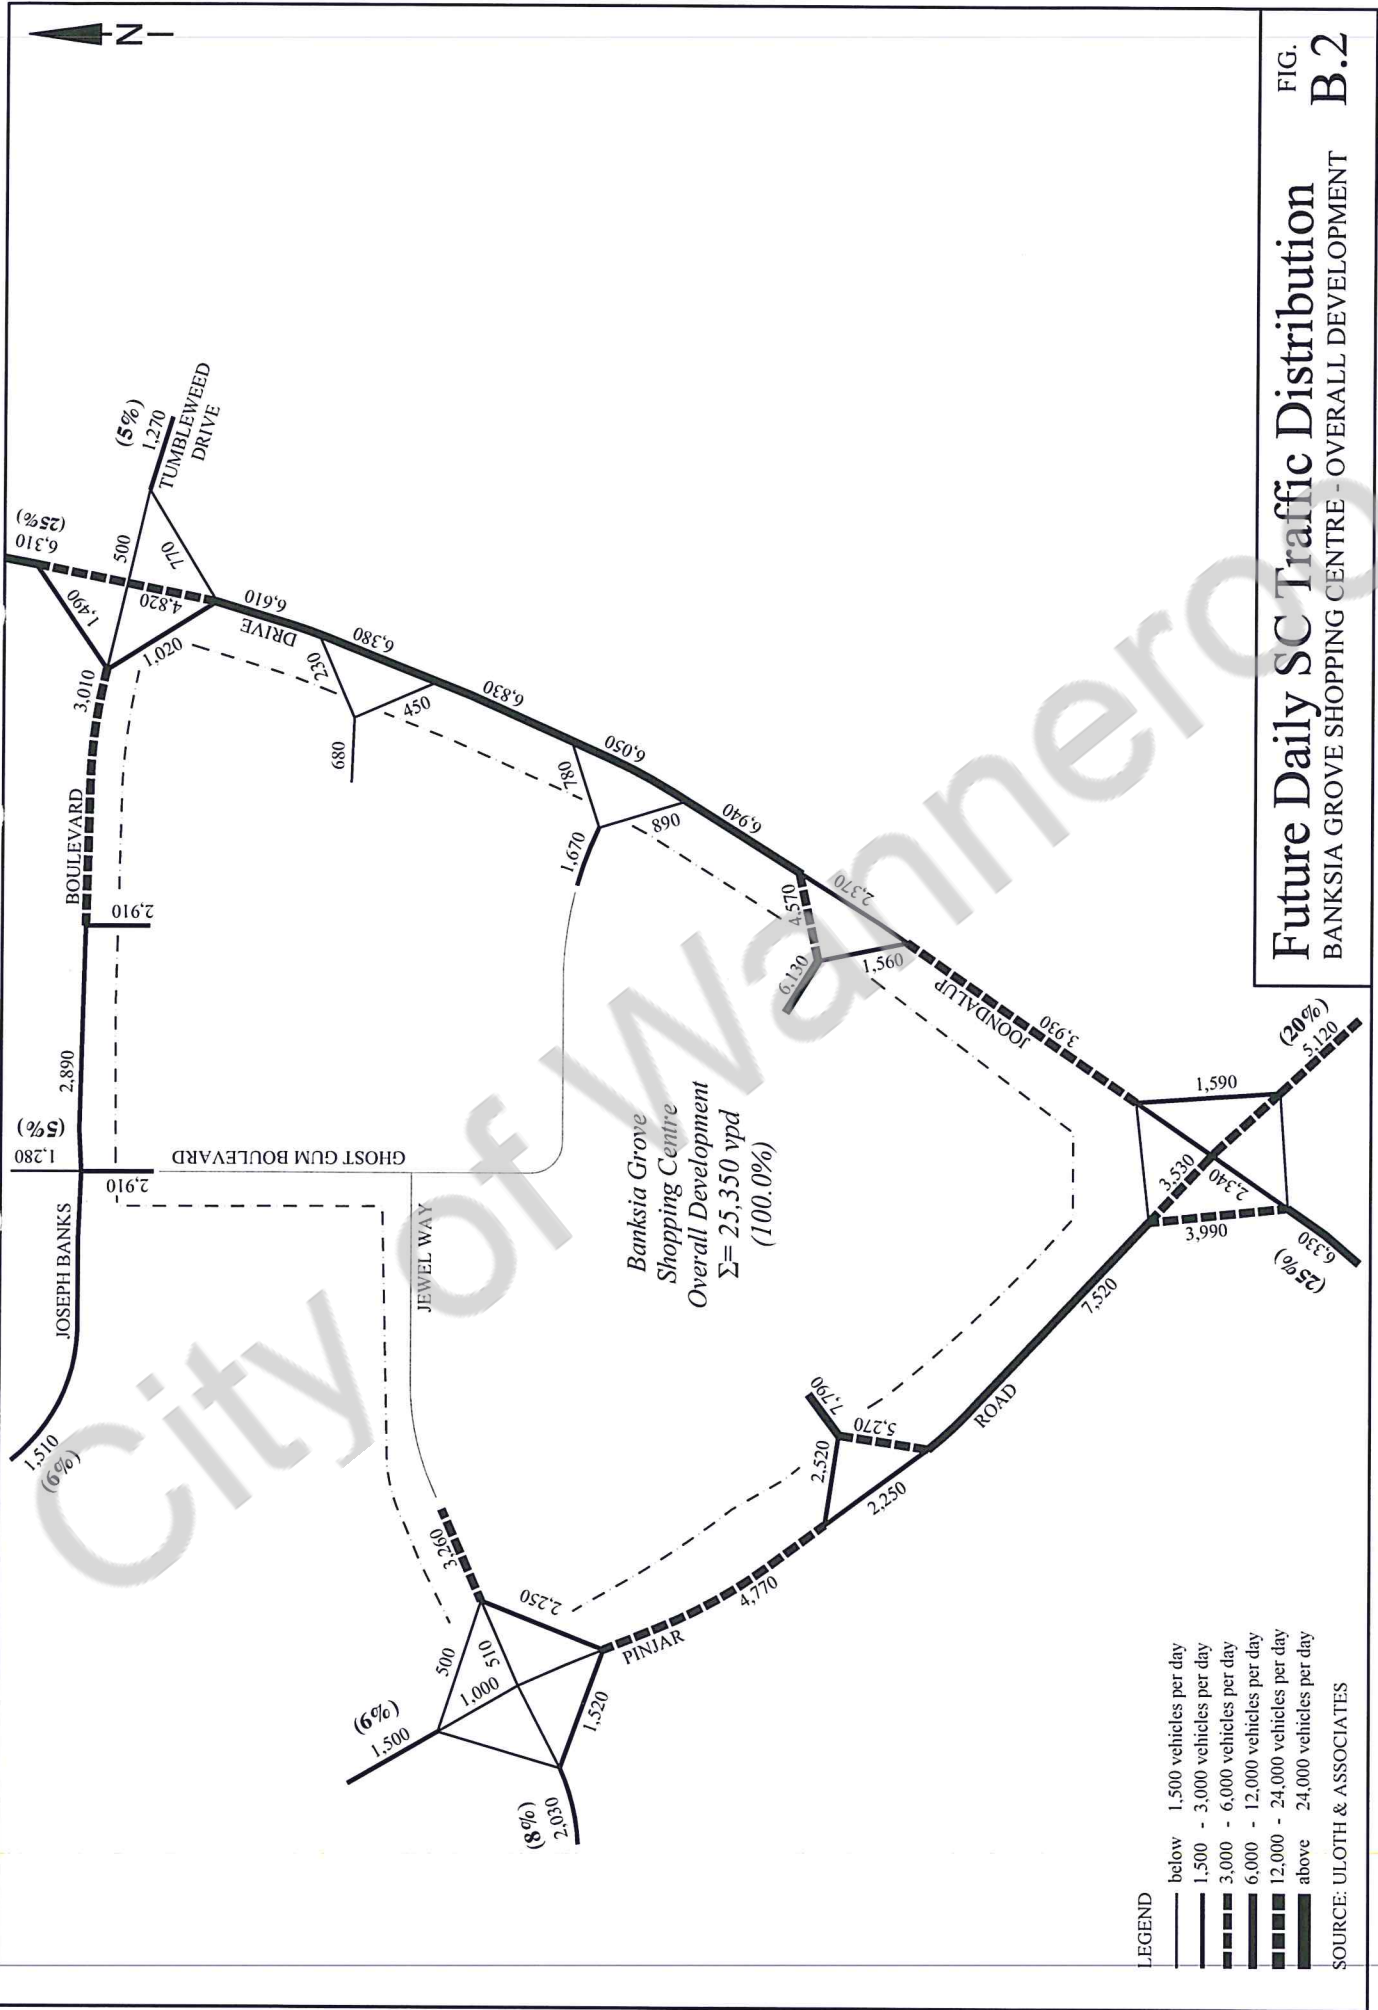 N
1,510
(6%)
JOSEPH BANKS
1,280
(5%)
2,910
2,890
BOULEVARD
2,910
3,010
1,490
6,310
(25%)
500
4,820
1,020
770
(5%)
1,270
TUMBLEWEED
DRIVE
6,610
DRIVE
230
6,380
680
450
6,830
780
6,050
1,670
890
6,940
4,570
2,370
6,130
1,560
JOONDALUP
3,930
GHOST GUM BOULEVARD
JEWEL WAY
Banksia Grove
Shopping Centre
Overall Development
Σ= 25,350 vpd
(100.0%)
1,500
(6%)
500
510
1,000
3,260
2,250
1,520
(8%)
2,030
PINJAR
4,770
2,520
7,790
5,270
2,250
ROAD
7,520
3,530
1,590
2,340
3,990
(20%)
5,120
6,330
(25%)
LEGEND
below 1,500 vehicles per day
1,500 - 3,000 vehicles per day
3,000 - 6,000 vehicles per day
6,000 - 12,000 vehicles per day
12,000 - 24,000 vehicles per day
above 24,000 vehicles per day
SOURCE: ULOTH & ASSOCIATES
Future Daily SC Traffic Distribution
BANKSIA GROVE SHOPPING CENTRE - OVERALL DEVELOPMENT
FIG.
B.2
City of Wanneroo